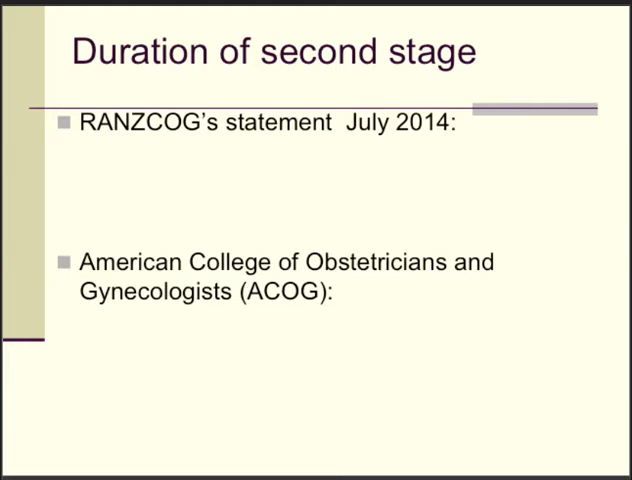 Duration of second stage
RANZCOG's statement  July 2014:
American College of Obstetricians and
Gynecologists (ACOG):